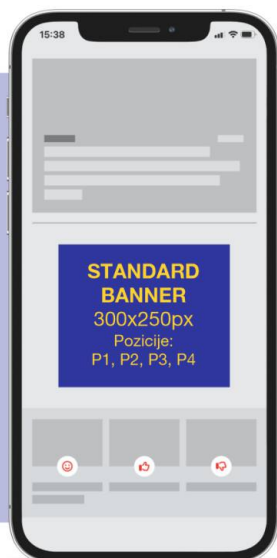 15:38
STANDARD
BANNER
300x250px
Pozicije:
P1, P2, P3, P4